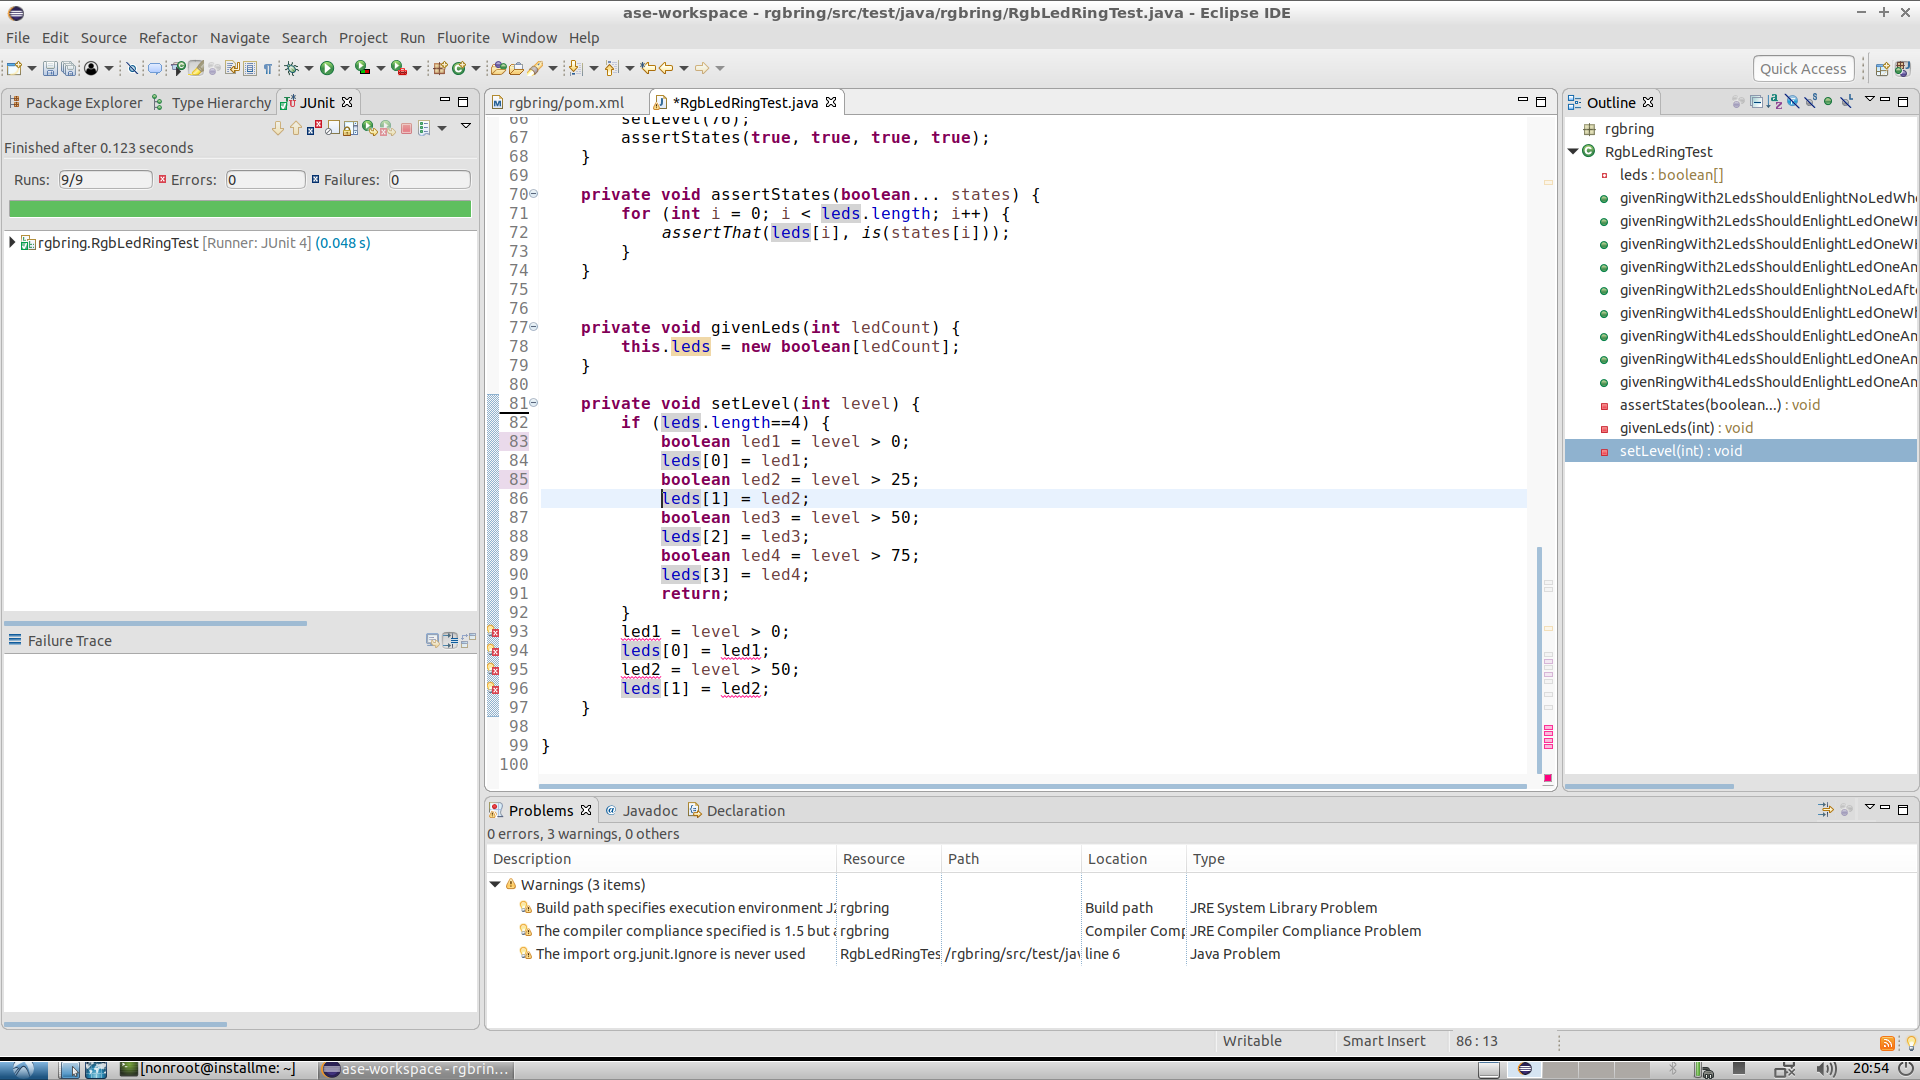 ase-workspace - rgbring/src/test/java/rgbring/RgbLedRingTest.java - Eclipse IDE
File Edit Source Refactor Navigate Search Project Run Fluorite Window Help
Quick Access
Package Explorer Type Hierarchy JUnit
Finished after 0.123 seconds
Runs: 9/9 Errors: 0 Failures: 0
rgbring.RgbLedRingTest [Runner: JUnit 4] (0.048 s)
Failure Trace
rgbring/pom.xml *RgbLedRingTest.java
66 setLevel(76);
67 assertStates(true, true, true, true);
68 }
69
70 private void assertStates(boolean... states) {
71 for (int i = 0; i < leds.length; i++) {
72 assertThat(leds[i], is(states[i]));
73 }
74 }
75
76
77 private void givenLeds(int ledCount) {
78 this.leds = new boolean[ledCount];
79 }
80
81 private void setLevel(int level) {
82 if (leds.length==4) {
83 boolean led1 = level > 0;
84 leds[0] = led1;
85 boolean led2 = level > 25;
86 leds[1] = led2;
87 boolean led3 = level > 50;
88 leds[2] = led3;
89 boolean led4 = level > 75;
90 leds[3] = led4;
91 return;
92 }
93 led1 = level > 0;
94 leds[0] = led1;
95 led2 = level > 50;
96 leds[1] = led2;
97 }
98
99 }
100
Outline
rgbring
RgbLedRingTest
leds : boolean[]
givenRingWith2LedsShouldEnlightNoLedWhe
givenRingWith2LedsShouldEnlightLedOneWh
givenRingWith2LedsShouldEnlightLedOneWh
givenRingWith2LedsShouldEnlightLedOneAn
givenRingWith2LedsShouldEnlightNoLedAfte
givenRingWith4LedsShouldEnlightLedOneWh
givenRingWith4LedsShouldEnlightLedOneAn
givenRingWith4LedsShouldEnlightLedOneAn
givenRingWith4LedsShouldEnlightLedOneAn
assertStates(boolean...) : void
givenLeds(int) : void
setLevel(int) : void
Problems @ Javadoc Declaration
0 errors, 3 warnings, 0 others
Description Resource Path Location Type
Warnings (3 items)
Build path specifies execution environment J2 rgbring Build path JRE System Library Problem
The compiler compliance specified is 1.5 but a rgbring Compiler Comp JRE Compiler Compliance Problem
The import org.junit.Ignore is never used RgbLedRingTes /rgbring/src/test/jav line 6 Java Problem
Writable Smart Insert 86 : 13
[nonroot@installme: ~] ase-workspace - rgbrin... 20:54